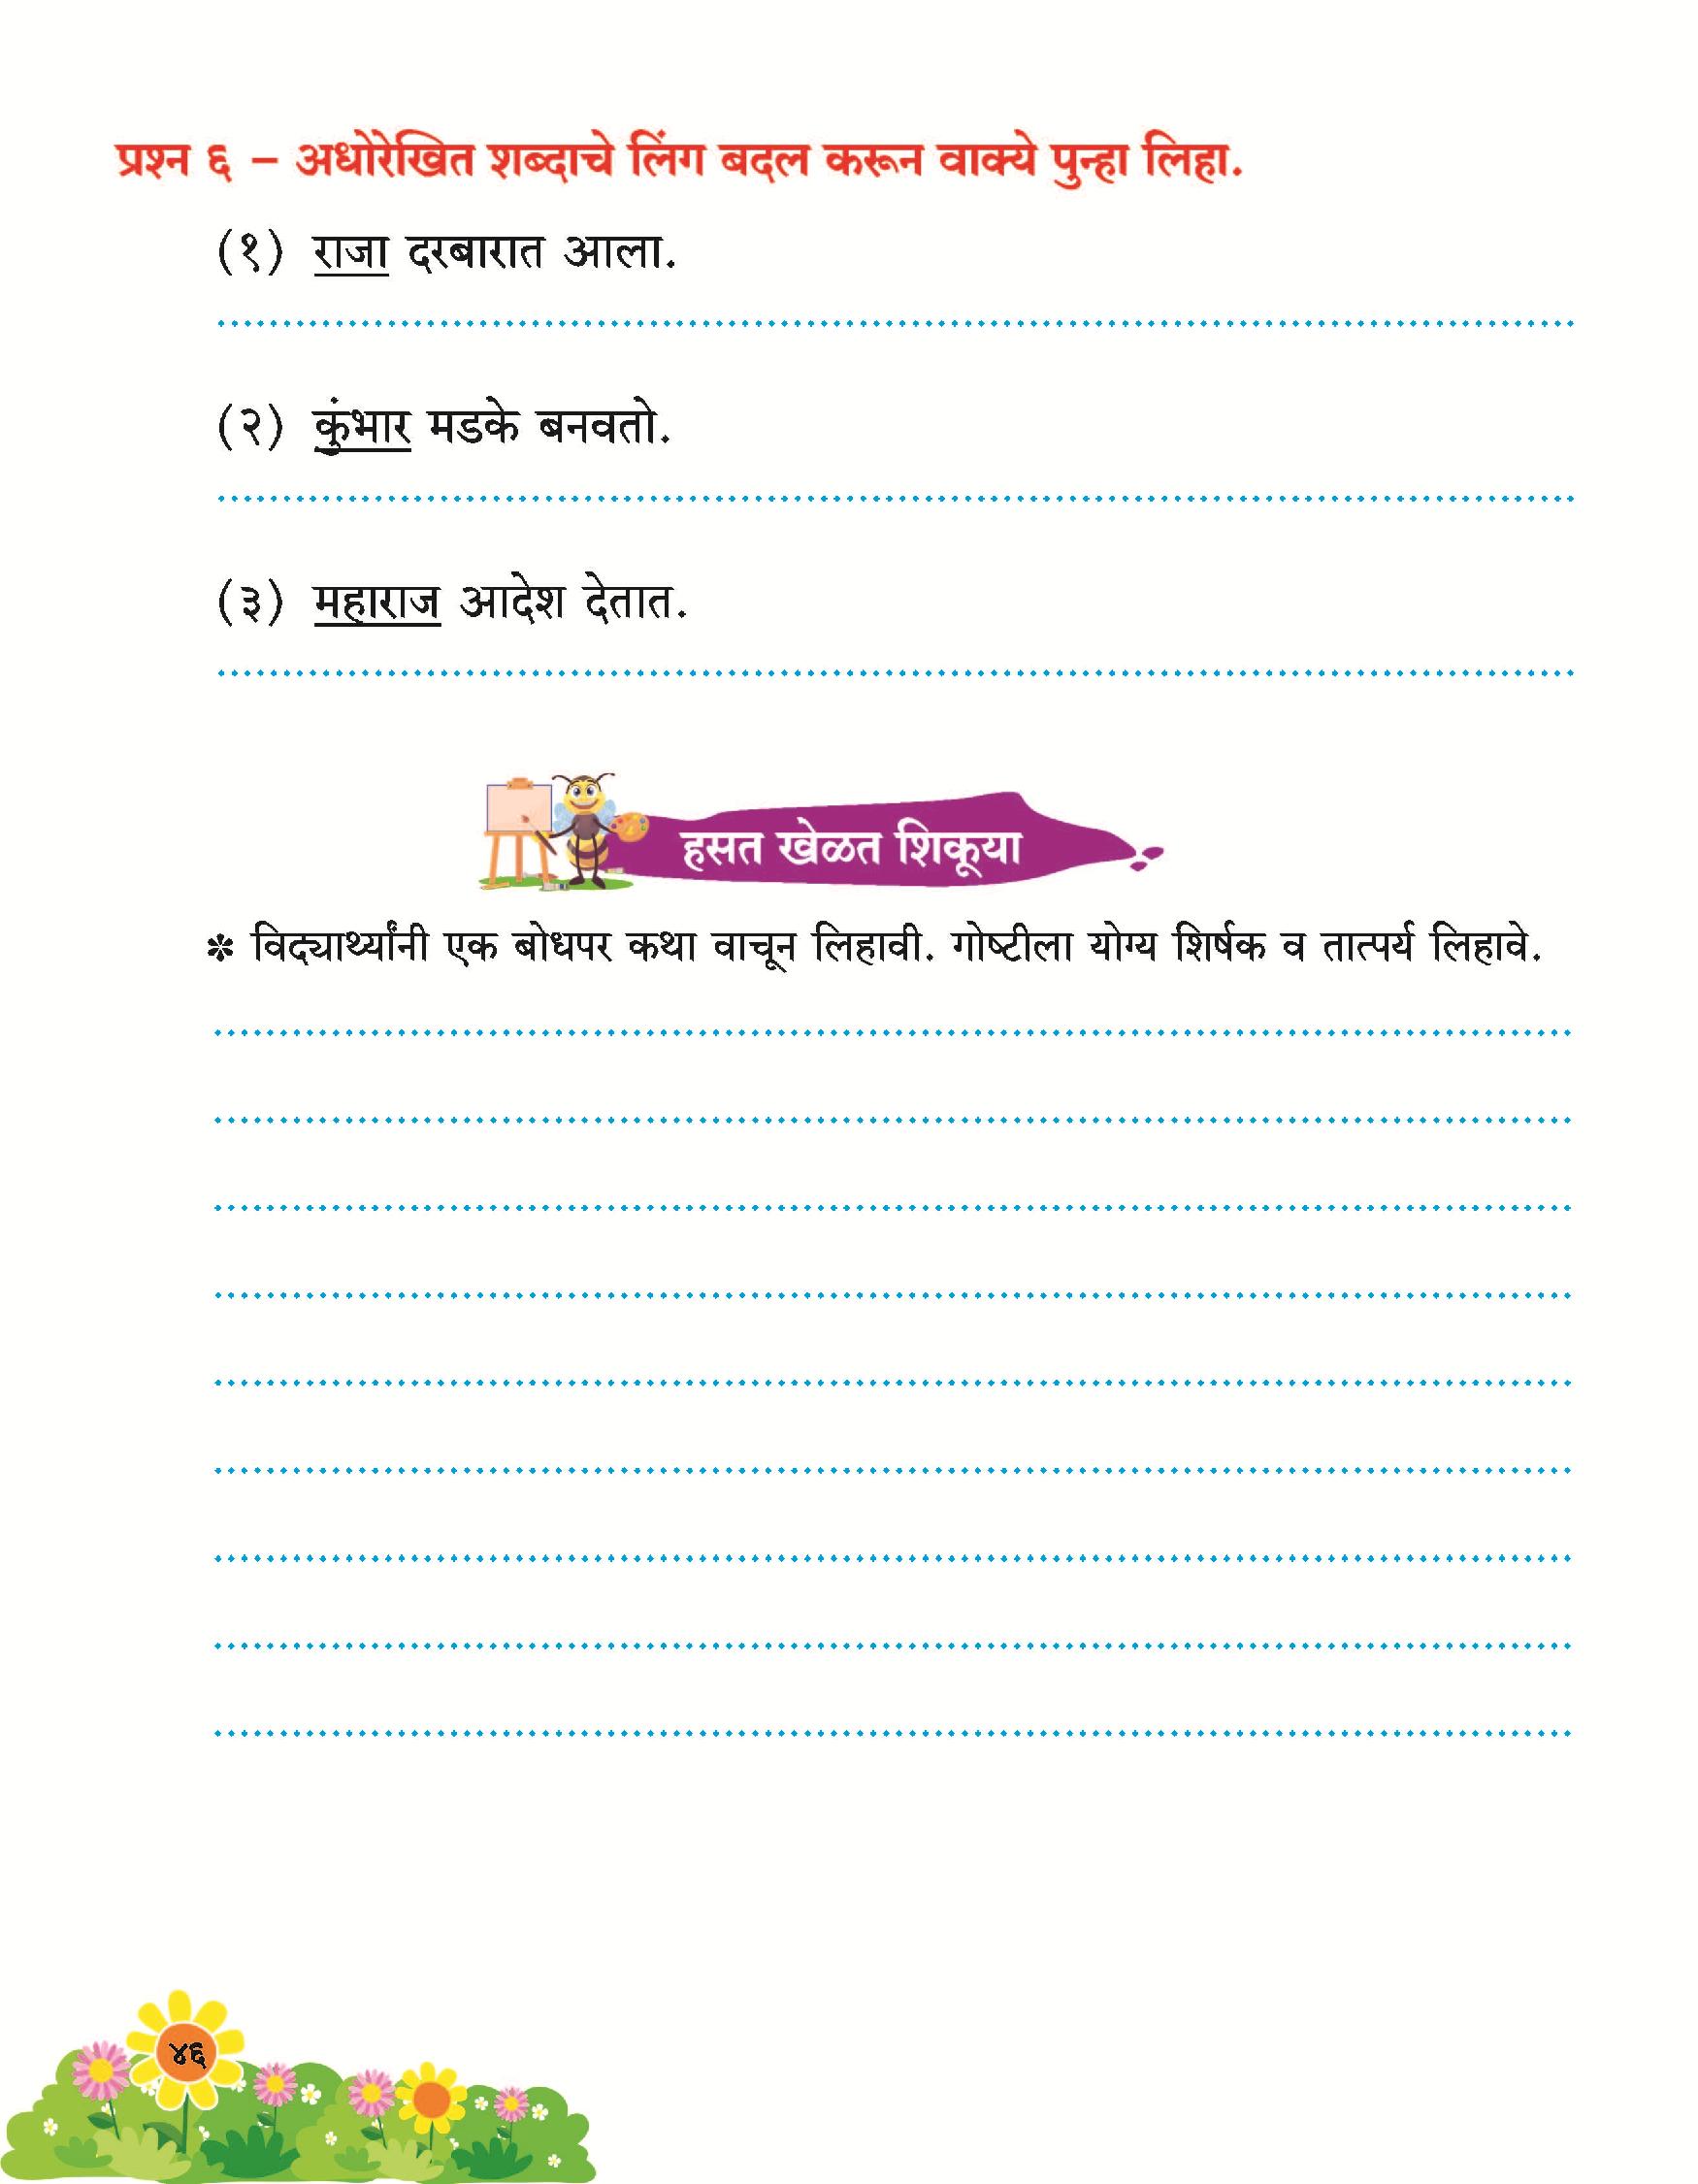 प्रश्न ६ – अधोरेखित शब्दाचे लिंग बदल करून वाक्ये पुन्हा लिहा.
(१) राजा दरबारात आला.
(२) कुंभार मडके बनवतो.
(३) महाराज आदेश देतात.
हसत खेळत शिकूया
✽ विद्यार्थ्यांनी एक बोधपर कथा वाचून लिहावी. गोष्टीला योग्य शिर्षक व तात्पर्य लिहावे.
४६